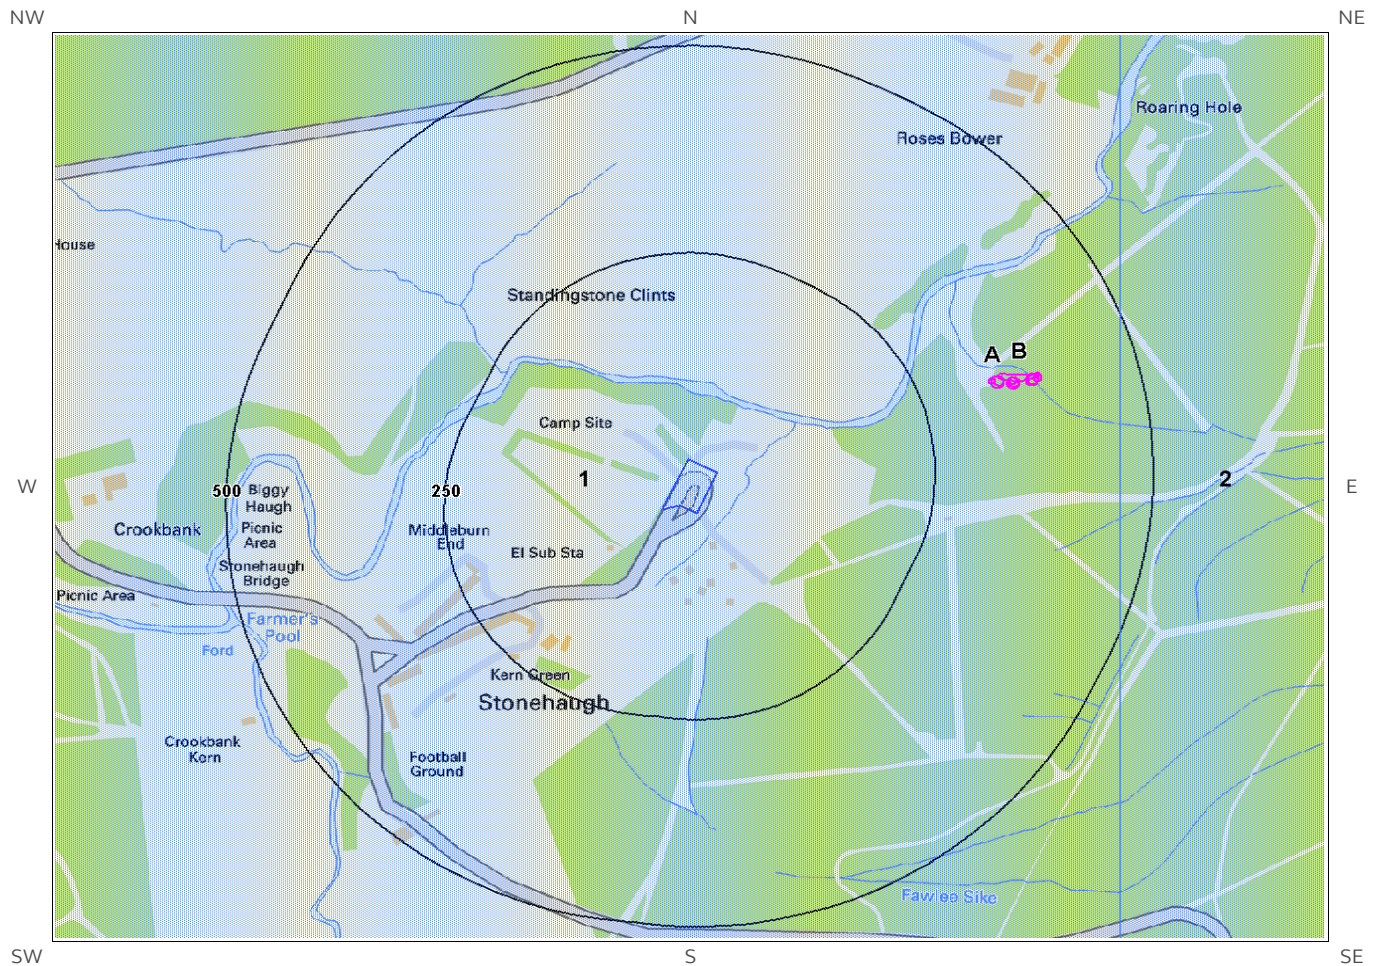 NW
N
NE
Roaring Hole
Roses Bower
House
Standingstone Clints
A B
Camp Site
W
1
2
E
500
250
Biggy
Haugh
Picnic
Area
Crookbank
Middleburn
End
El Sub Sta
Stonehaugh
Bridge
Picnic Area
Farmer's
Pool
Ford
Kern Green
Stonehaugh
Crookbank
Kern
Football
Ground
Fawlee Sike
SW
S
SE